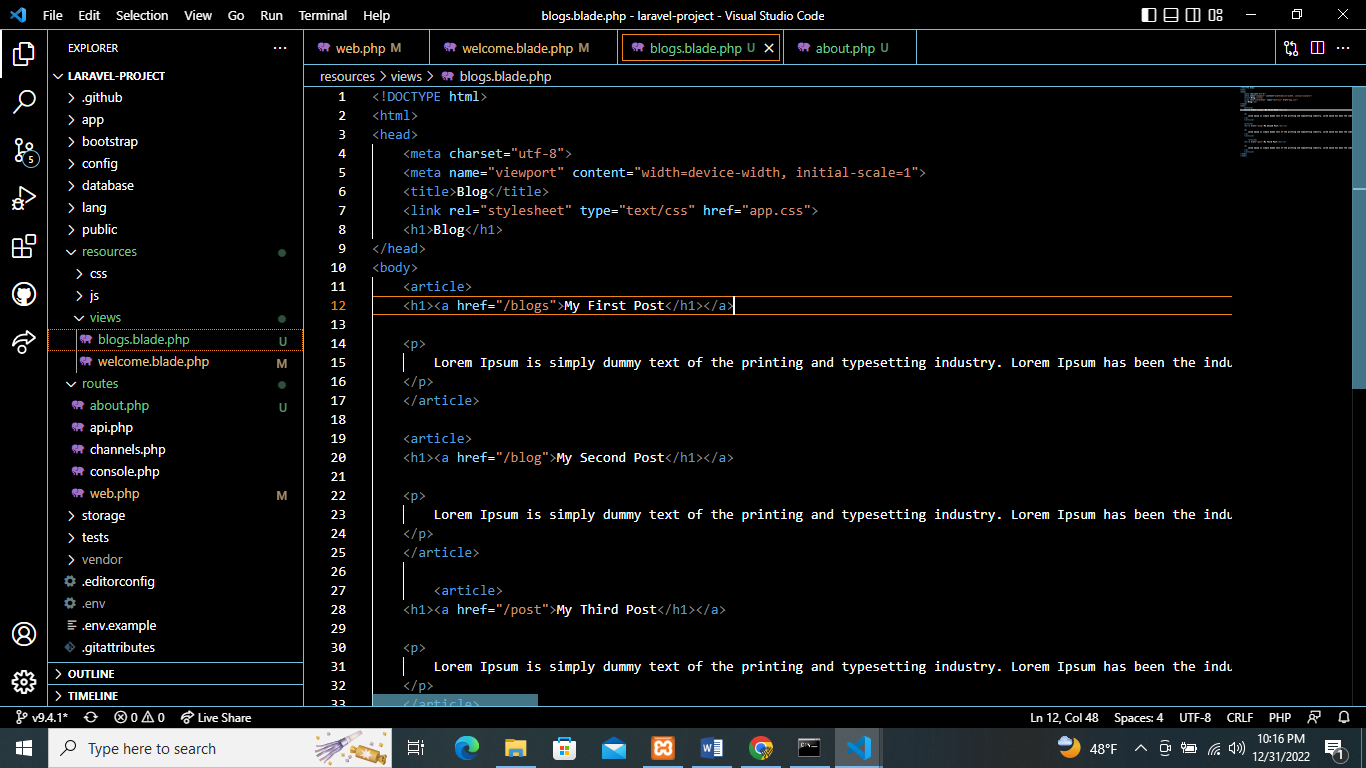 File Edit Selection View Go Run Terminal Help blogs.blade.php - laravel-project - Visual Studio Code
EXPLORER
web.php M welcome.blade.php M blogs.blade.php U about.php U
resources > views > blogs.blade.php
LARAVEL-PROJECT
.github
app
bootstrap
config
database
lang
public
resources
css
js
views
blogs.blade.php U
welcome.blade.php M
routes
about.php U
api.php
channels.php
console.php
web.php M
storage
tests
vendor
.editorconfig
.env
.env.example
.gitattributes
OUTLINE
TIMELINE
5
1 <!DOCTYPE html>
2 <html>
3 <head>
4 <meta charset="utf-8">
5 <meta name="viewport" content="width=device-width, initial-scale=1">
6 <title>Blog</title>
7 <link rel="stylesheet" type="text/css" href="app.css">
8 <h1>Blog</h1>
9 </head>
10 <body>
11 <article>
12 <h1><a href="/blogs">My First Post</h1></a>
13
14 <p>
15 Lorem Ipsum is simply dummy text of the printing and typesetting industry. Lorem Ipsum has been the indu
16 </p>
17 </article>
18
19 <article>
20 <h1><a href="/blog">My Second Post</h1></a>
21
22 <p>
23 Lorem Ipsum is simply dummy text of the printing and typesetting industry. Lorem Ipsum has been the indu
24 </p>
25 </article>
26
27 <article>
28 <h1><a href="/post">My Third Post</h1></a>
29
30 <p>
31 Lorem Ipsum is simply dummy text of the printing and typesetting industry. Lorem Ipsum has been the indu
32 </p>
33 </article>
v9.4.1* 0 0 Live Share Ln 12, Col 48 Spaces: 4 UTF-8 CRLF PHP
Type here to search 48°F 10:16 PM
12/31/2022 1